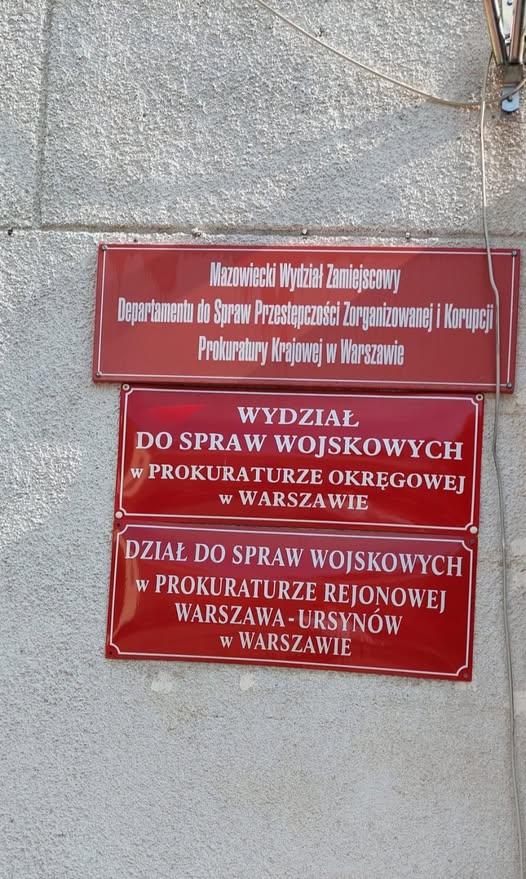 Mazowiecki Wydział Zamiejscowy
Departamentu do Spraw Przestępczości Zorganizowanej i Korupcji
Prokuratury Krajowej w Warszawie
WYDZIAŁ
DO SPRAW WOJSKOWYCH
w PROKURATURZE OKRĘGOWEJ
w WARSZAWIE
DZIAŁ DO SPRAW WOJSKOWYCH
w PROKURATURZE REJONOWEJ
WARSZAWA-URSYNÓW
w WARSZAWIE